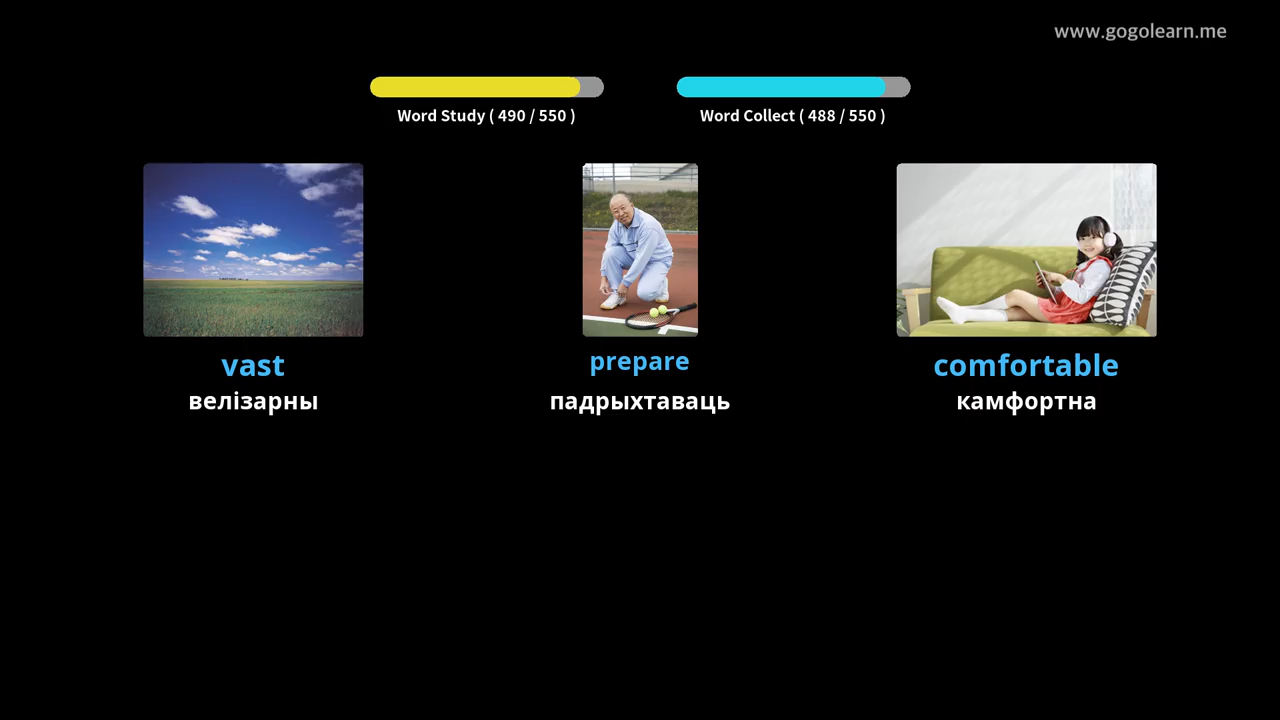 www.gogolearn.me
Word Study ( 490 / 550 )
Word Collect ( 488 / 550 )
vast
prepare
comfortable
велізарны
падрыхтаваць
камфортна